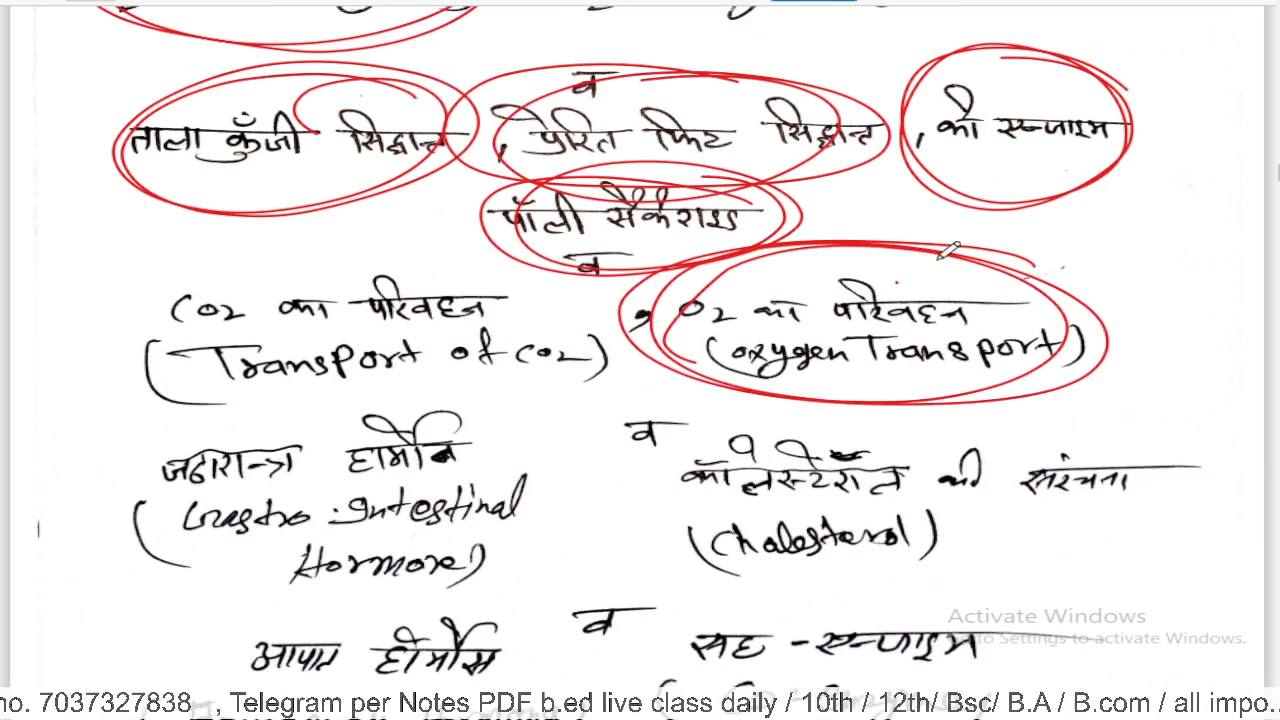 व
ताला कुँजी सिद्धान्त , प्रेरित फिट सिद्धान्त , को एन्जाइम
पॉली सैकेराइड
व
CO2 का परिवहन , O2 का परिवहन
(Transport of CO2) (Oxygen Transport)
जठरान्त्र हार्मोन व कॉलेस्टेरॉल की संरचना
(Gastro-Intestinal Hormore) (Cholesterol)
व
आपात हार्मोंस सह - एन्जाइम
Activate Windows
to Settings to activate Windows.
no. 7037327838 , Telegram per Notes PDF b.ed live class daily / 10th / 12th/ Bsc/ B.A / B.com / all impo..